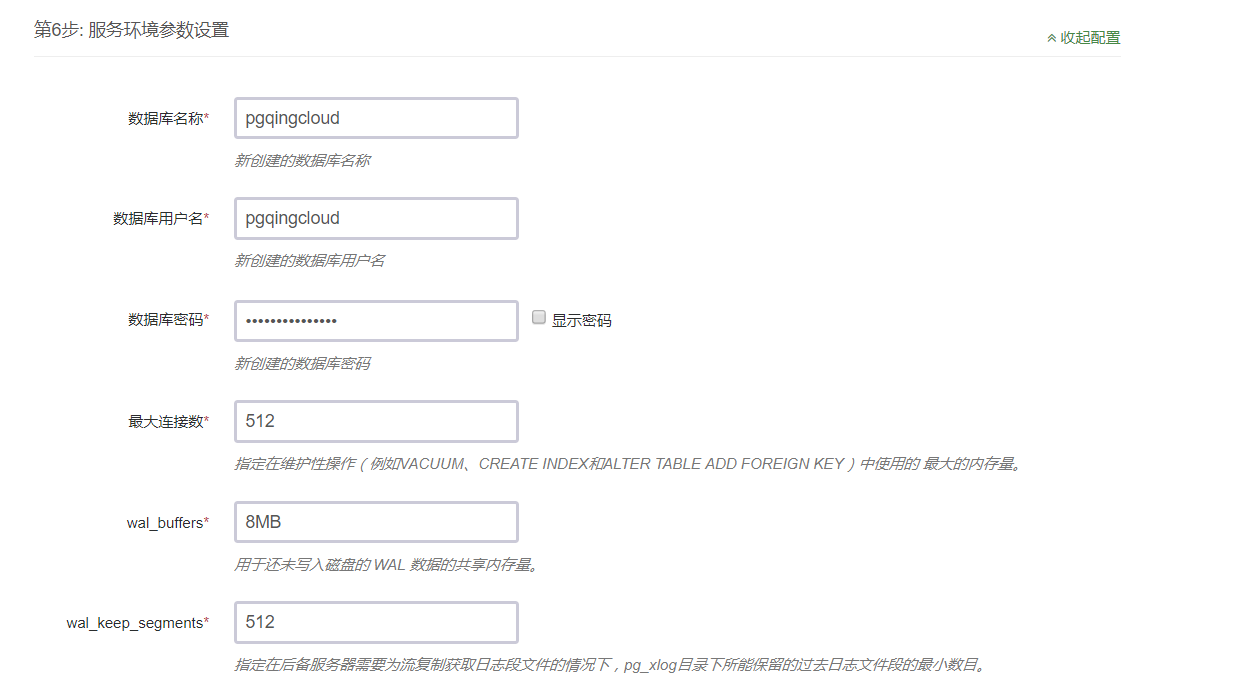 第6步: 服务环境参数设置
收起配置
数据库名称*
pgqingcloud
新创建的数据库名称
数据库用户名*
pgqingcloud
新创建的数据库用户名
数据库密码*
•••••••••••••••
显示密码
新创建的数据库密码
最大连接数*
512
指定在维护性操作（例如VACUUM、CREATE INDEX和ALTER TABLE ADD FOREIGN KEY）中使用的 最大的内存量。
wal_buffers*
8MB
用于还未写入磁盘的 WAL 数据的共享内存量。
wal_keep_segments*
512
指定在后备服务器需要为流复制获取日志段文件的情况下，pg_xlog目录下所能保留的过去日志文件段的最小数目。